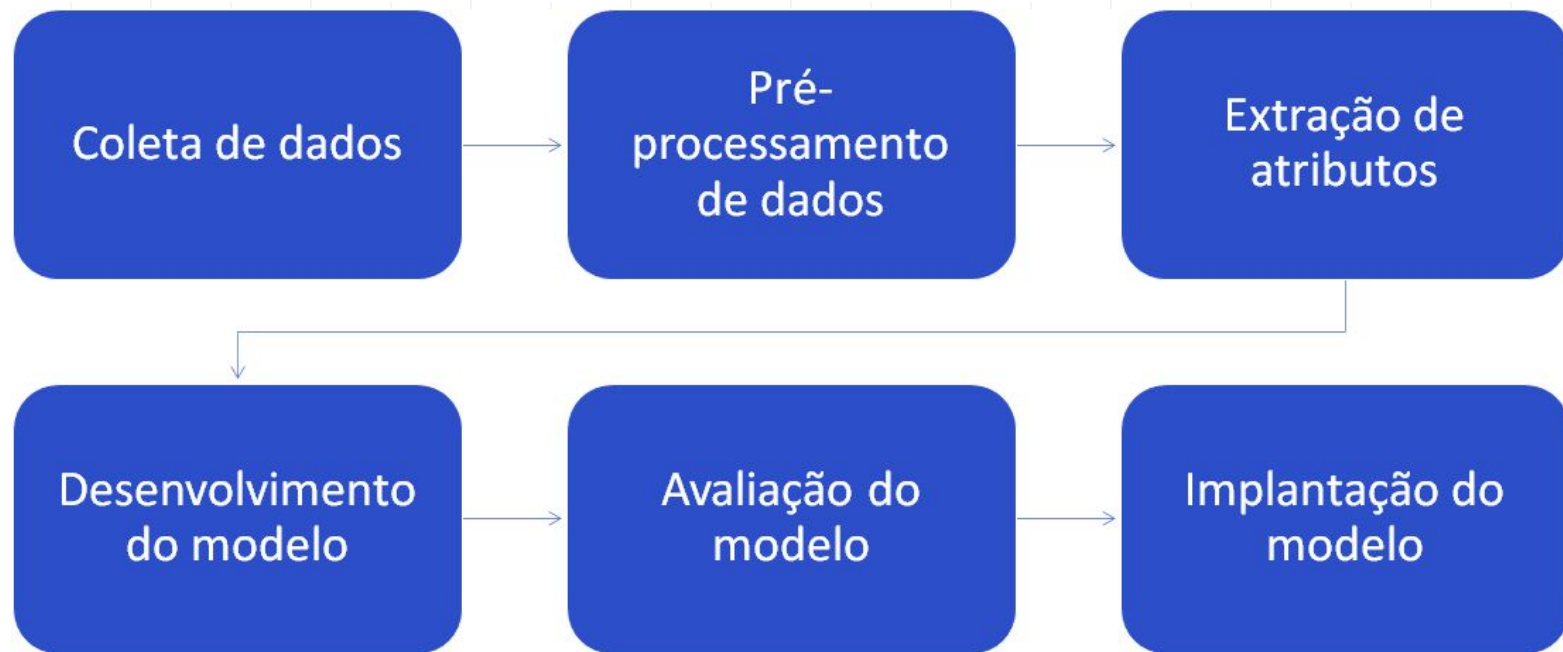 Coleta de dados
Pré-
processamento
de dados
Extração de
atributos
Desenvolvimento
do modelo
Avaliação do
modelo
Implantação do
modelo